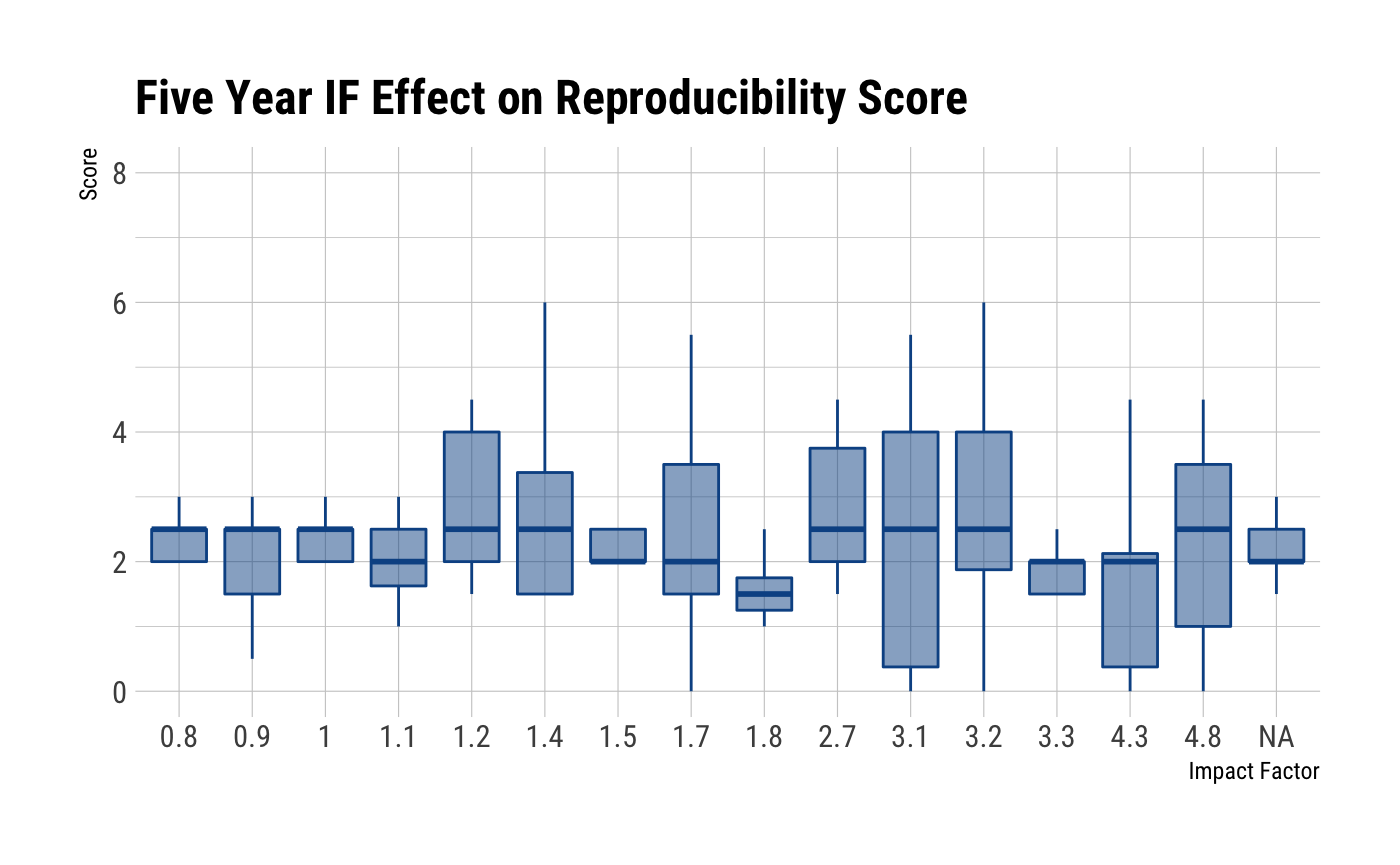 Five Year IF Effect on Reproducibility Score
Score
8
6
4
2
0
0.8 0.9 1 1.1 1.2 1.4 1.5 1.7 1.8 2.7 3.1 3.2 3.3 4.3 4.8 NA
Impact Factor